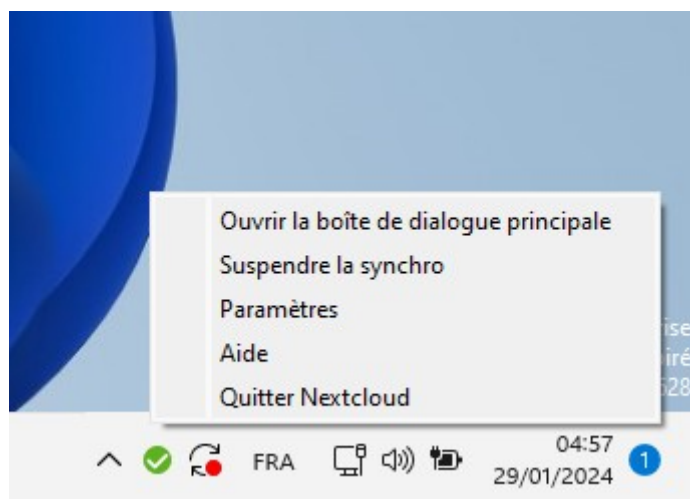 Ouvrir la boîte de dialogue principale
Suspendre la synchro
Paramètres
Aide
Quitter Nextcloud
FRA
04:57
29/01/2024
1